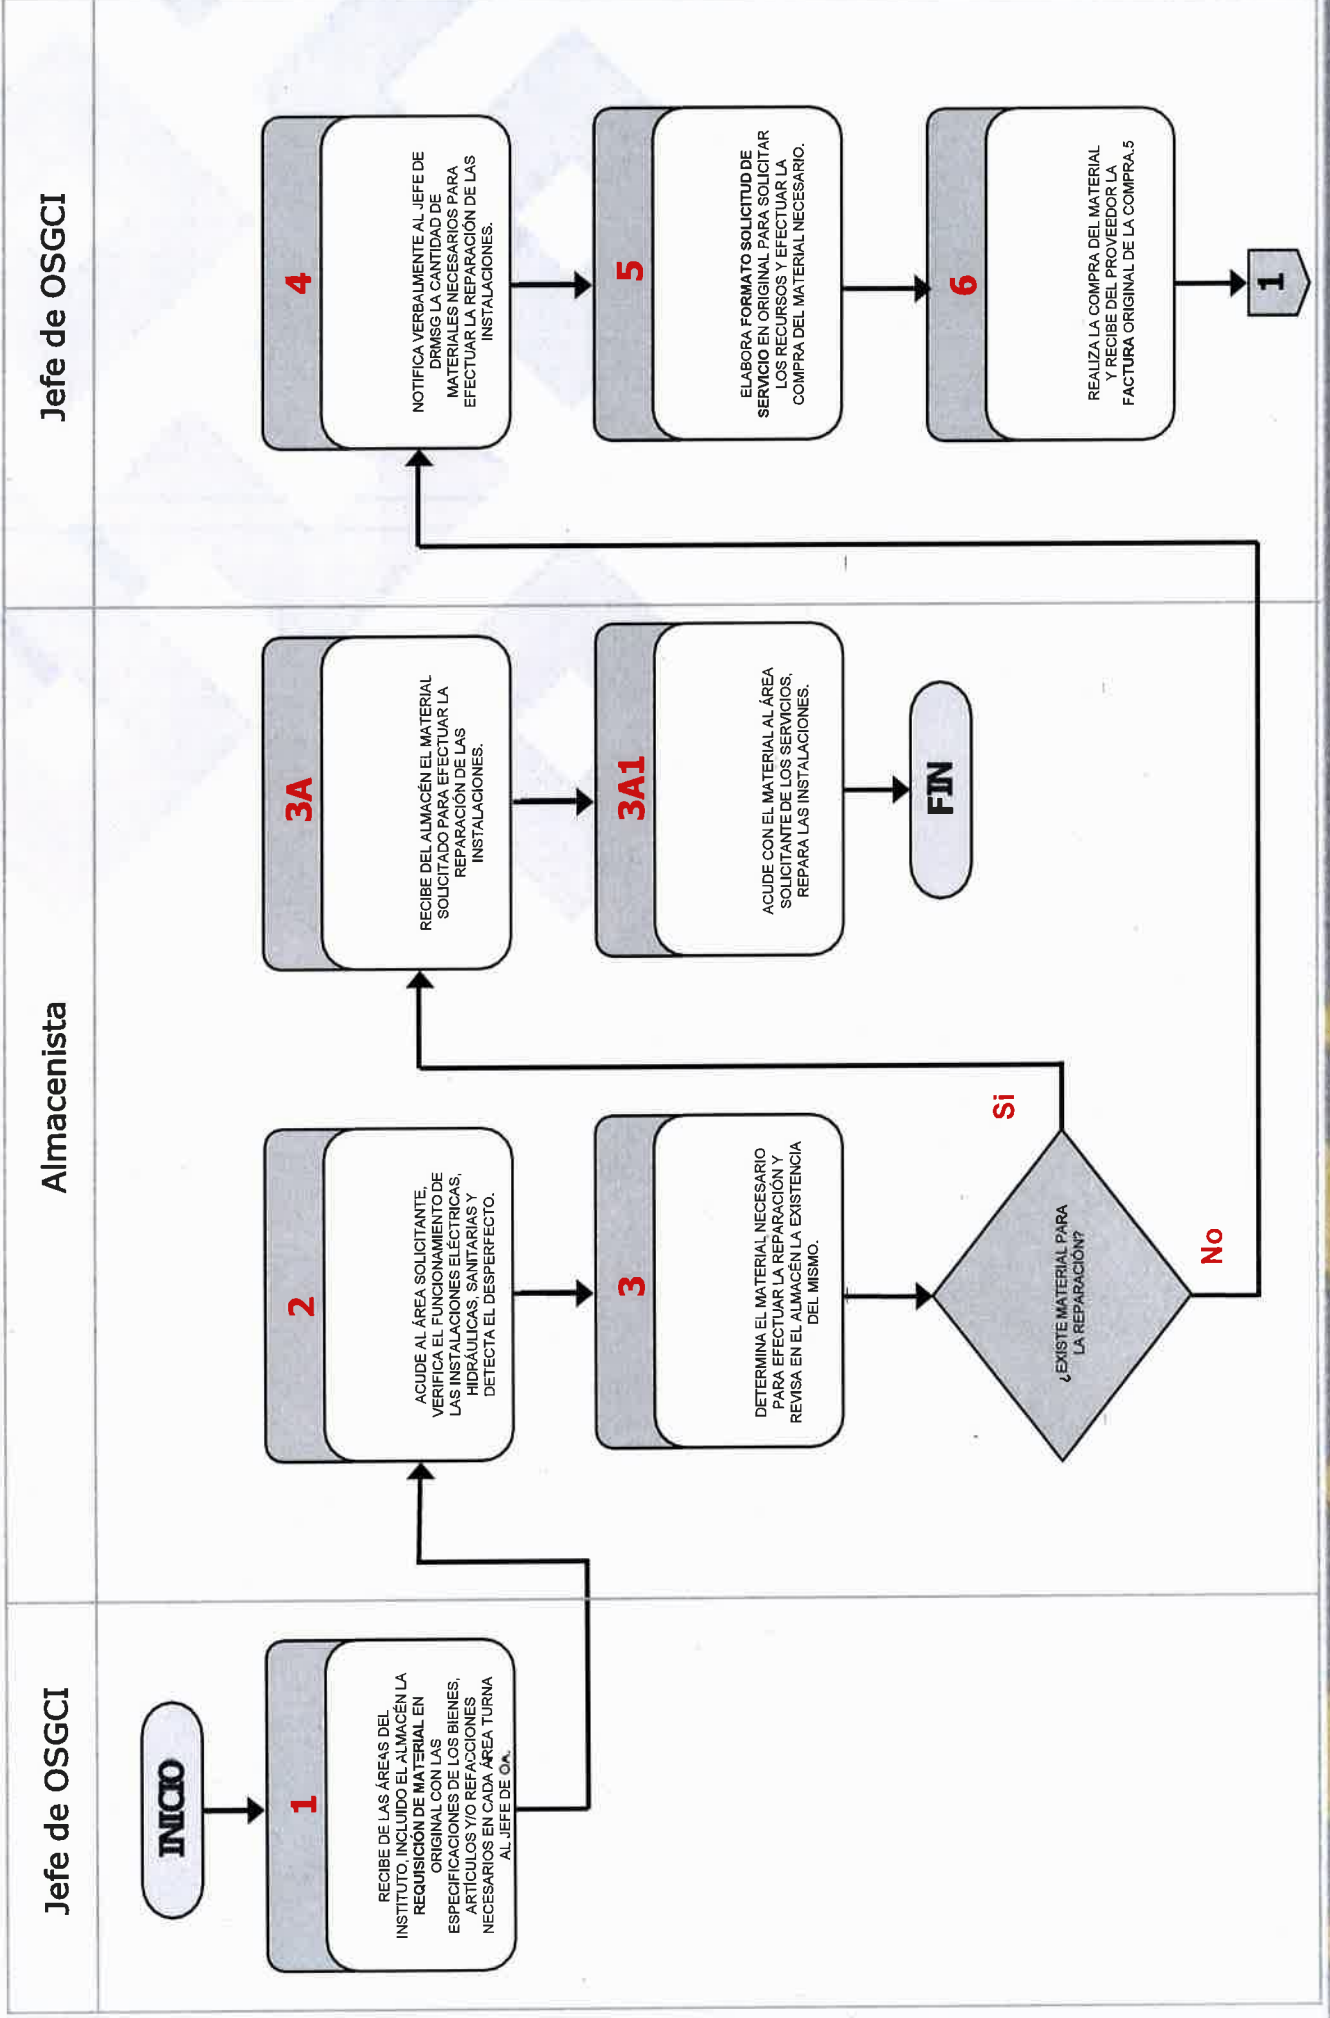 Jefe de OSGCI
Almacenista
Jefe de OSGCI
INICIO
1
RECIBE DE LAS ÁREAS DEL
INSTITUTO, INCLUIDO EL ALMACÉN LA
REQUISICIÓN DE MATERIAL EN
ORIGINAL CON LAS
ESPECIFICACIONES DE LOS BIENES,
ARTÍCULOS Y/O REFACCIONES
NECESARIOS EN CADA ÁREA TURNA
AL JEFE DE OA.
2
ACUDE AL ÁREA SOLICITANTE,
VERIFICA EL FUNCIONAMIENTO DE
LAS INSTALACIONES ELÉCTRICAS,
HIDRÁULICAS, SANITARIAS Y
DETECTA EL DESPERFECTO.
3
DETERMINA EL MATERIAL NECESARIO
PARA EFECTUAR LA REPARACIÓN Y
REVISA EN EL ALMACÉN LA EXISTENCIA
DEL MISMO.
¿EXISTE MATERIAL PARA
LA REPARACIÓN?
Si
No
3A
RECIBE DEL ALMACÉN EL MATERIAL
SOLICITADO PARA EFECTUAR LA
REPARACIÓN DE LAS
INSTALACIONES.
3A1
ACUDE CON EL MATERIAL AL ÁREA
SOLICITANTE DE LOS SERVICIOS,
REPARA LAS INSTALACIONES.
FIN
4
NOTIFICA VERBALMENTE AL JEFE DE
DRMSG LA CANTIDAD DE
MATERIALES NECESARIOS PARA
EFECTUAR LA REPARACIÓN DE LAS
INSTALACIONES.
5
ELABORA FORMATO SOLICITUD DE
SERVICIO EN ORIGINAL PARA SOLICITAR
LOS RECURSOS Y EFECTUAR LA
COMPRA DEL MATERIAL NECESARIO.
6
REALIZA LA COMPRA DEL MATERIAL
Y RECIBE DEL PROVEEDOR LA
FACTURA ORIGINAL DE LA COMPRA.5
1